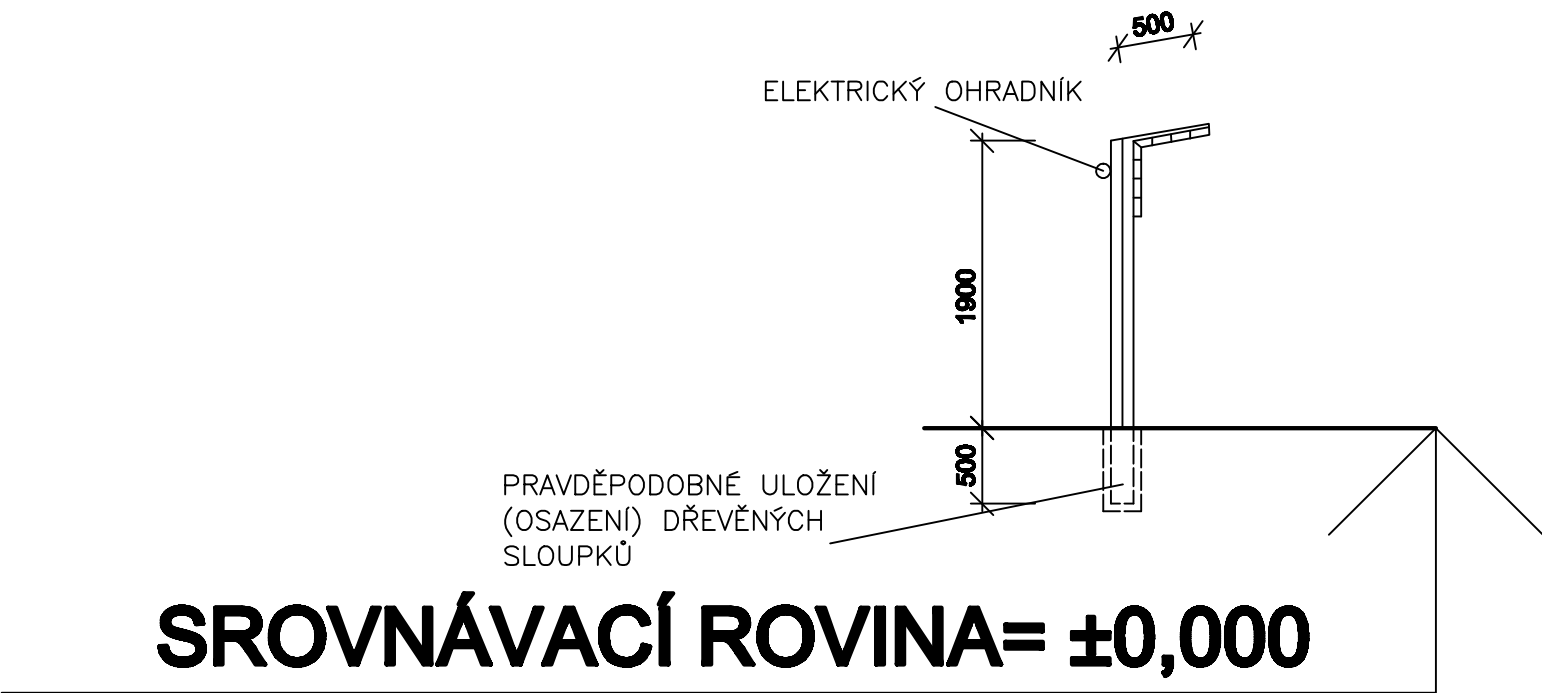 500
ELEKTRICKÝ OHRADNÍK
1900
500
PRAVDĚPODOBNÉ ULOŽENÍ
(OSAZENÍ) DŘEVĚNÝCH
SLOUPKŮ
SROVNÁVACÍ ROVINA= ±0,000